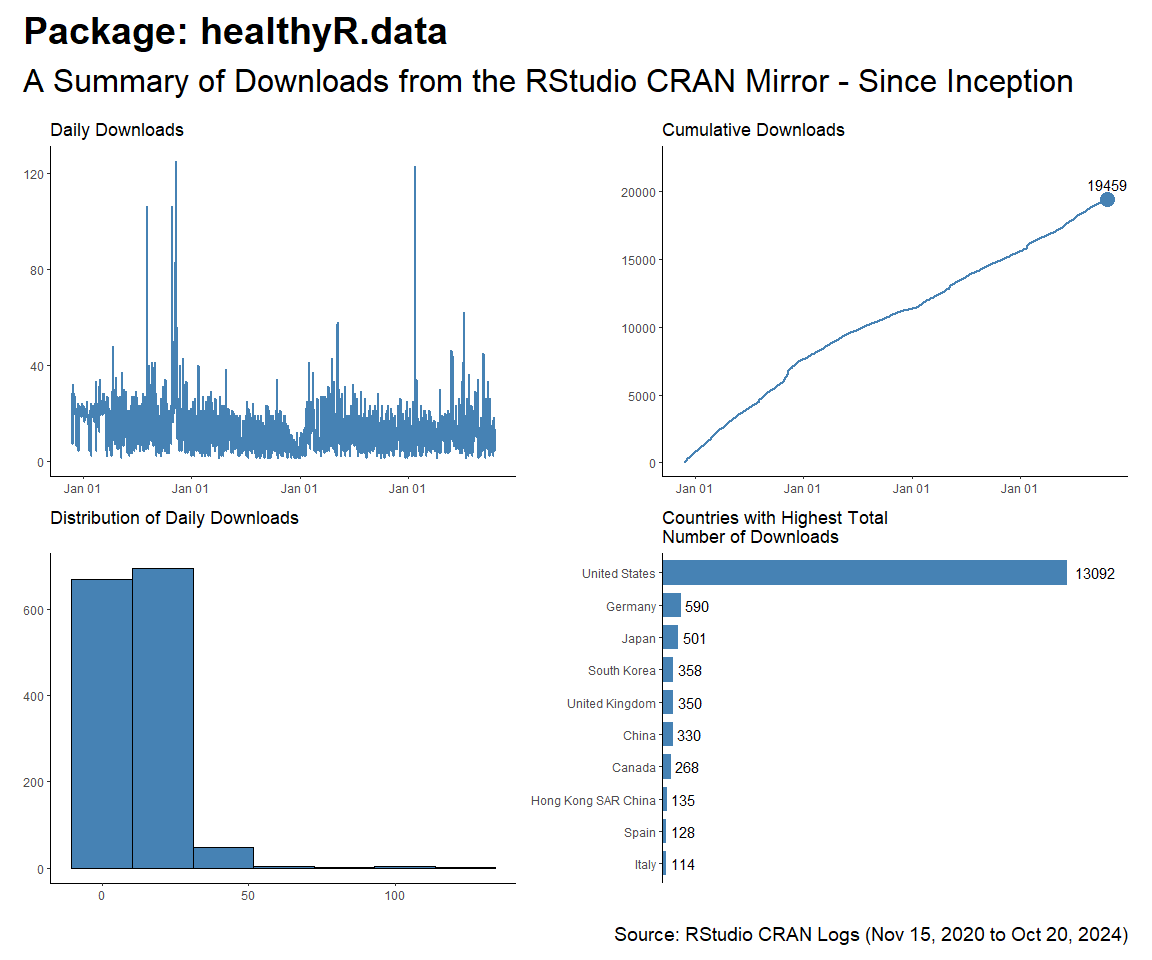 Package: healthyR.data
A Summary of Downloads from the RStudio CRAN Mirror - Since Inception
Daily Downloads
120
80
40
0
Jan 01 Jan 01 Jan 01 Jan 01
Cumulative Downloads
19459
20000
15000
10000
5000
0
Jan 01 Jan 01 Jan 01 Jan 01
Distribution of Daily Downloads
600
400
200
0
0 50 100
Countries with Highest Total
Number of Downloads
United States 13092
Germany 590
Japan 501
South Korea 358
United Kingdom 350
China 330
Canada 268
Hong Kong SAR China 135
Spain 128
Italy 114
Source: RStudio CRAN Logs (Nov 15, 2020 to Oct 20, 2024)